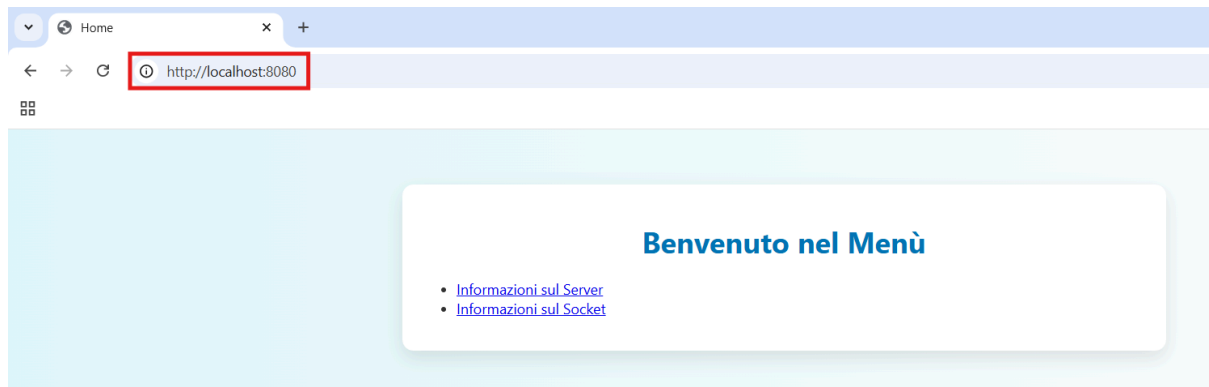 Home
http://localhost:8080
Benvenuto nel Menù
Informazioni sul Server
Informazioni sul Socket